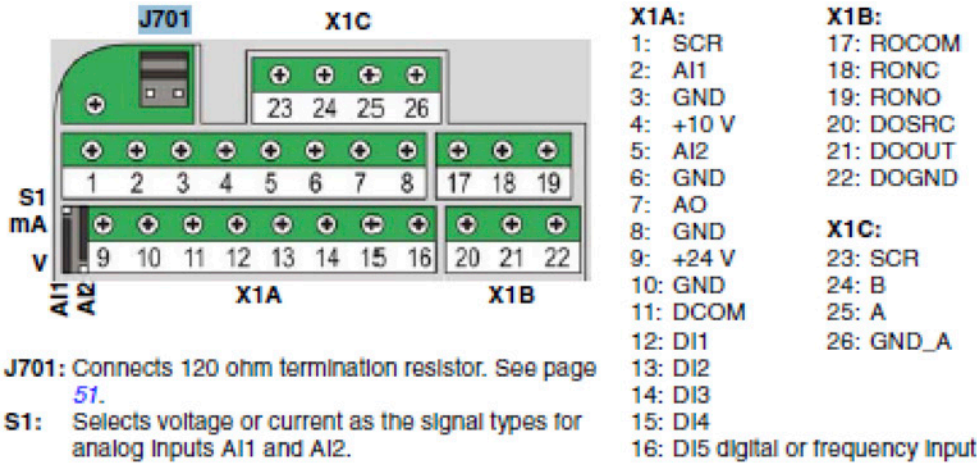 J701 X1C
23 24 25 26
1 2 3 4 5 6 7 8 17 18 19
S1
mA
V
9 10 11 12 13 14 15 16 20 21 22
AI1
AI2
X1A X1B
J701: Connects 120 ohm termination resistor. See page
51.
S1: Selects voltage or current as the signal types for
analog inputs AI1 and AI2.
X1A:
1: SCR
2: AI1
3: GND
4: +10 V
5: AI2
6: GND
7: AO
8: GND
9: +24 V
10: GND
11: DCOM
12: DI1
13: DI2
14: DI3
15: DI4
16: DI5 digital or frequency input
X1B:
17: ROCOM
18: RONC
19: RONO
20: DOSRC
21: DOOUT
22: DOGND
X1C:
23: SCR
24: B
25: A
26: GND_A